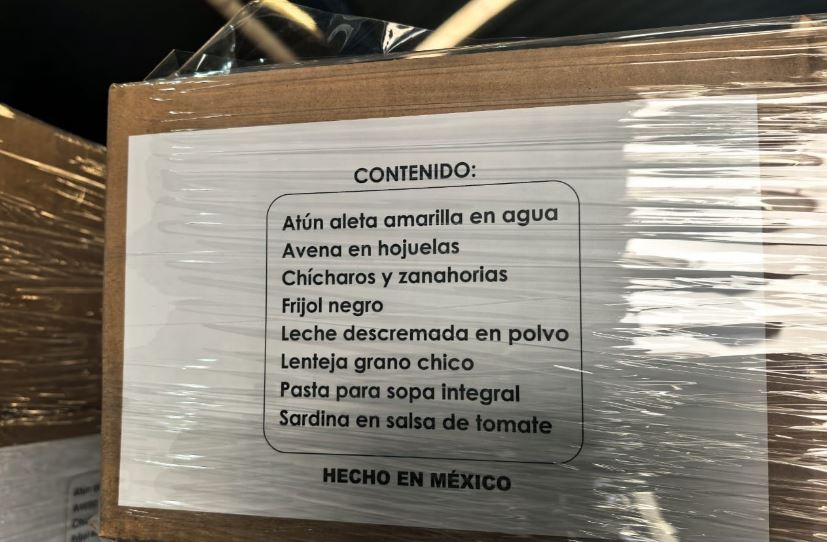 CONTENIDO:
Atún aleta amarilla en agua
Avena en hojuelas
Chícharos y zanahorias
Frijol negro
Leche descremada en polvo
Lenteja grano chico
Pasta para sopa integral
Sardina en salsa de tomate
HECHO EN MÉXICO